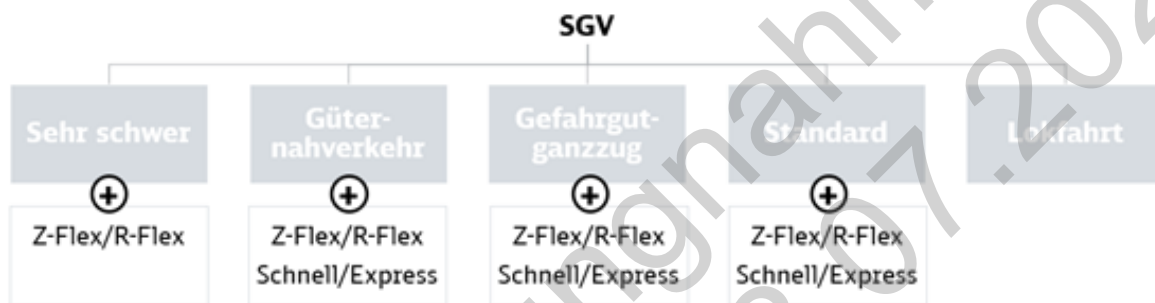 SGV
Sehr schwer
Güter-
nahverkehr
Gefahrgut-
ganzzug
Standard
Lokfahrt
Z-Flex/R-Flex
Z-Flex/R-Flex
Schnell/Express
Z-Flex/R-Flex
Schnell/Express
Z-Flex/R-Flex
Schnell/Express